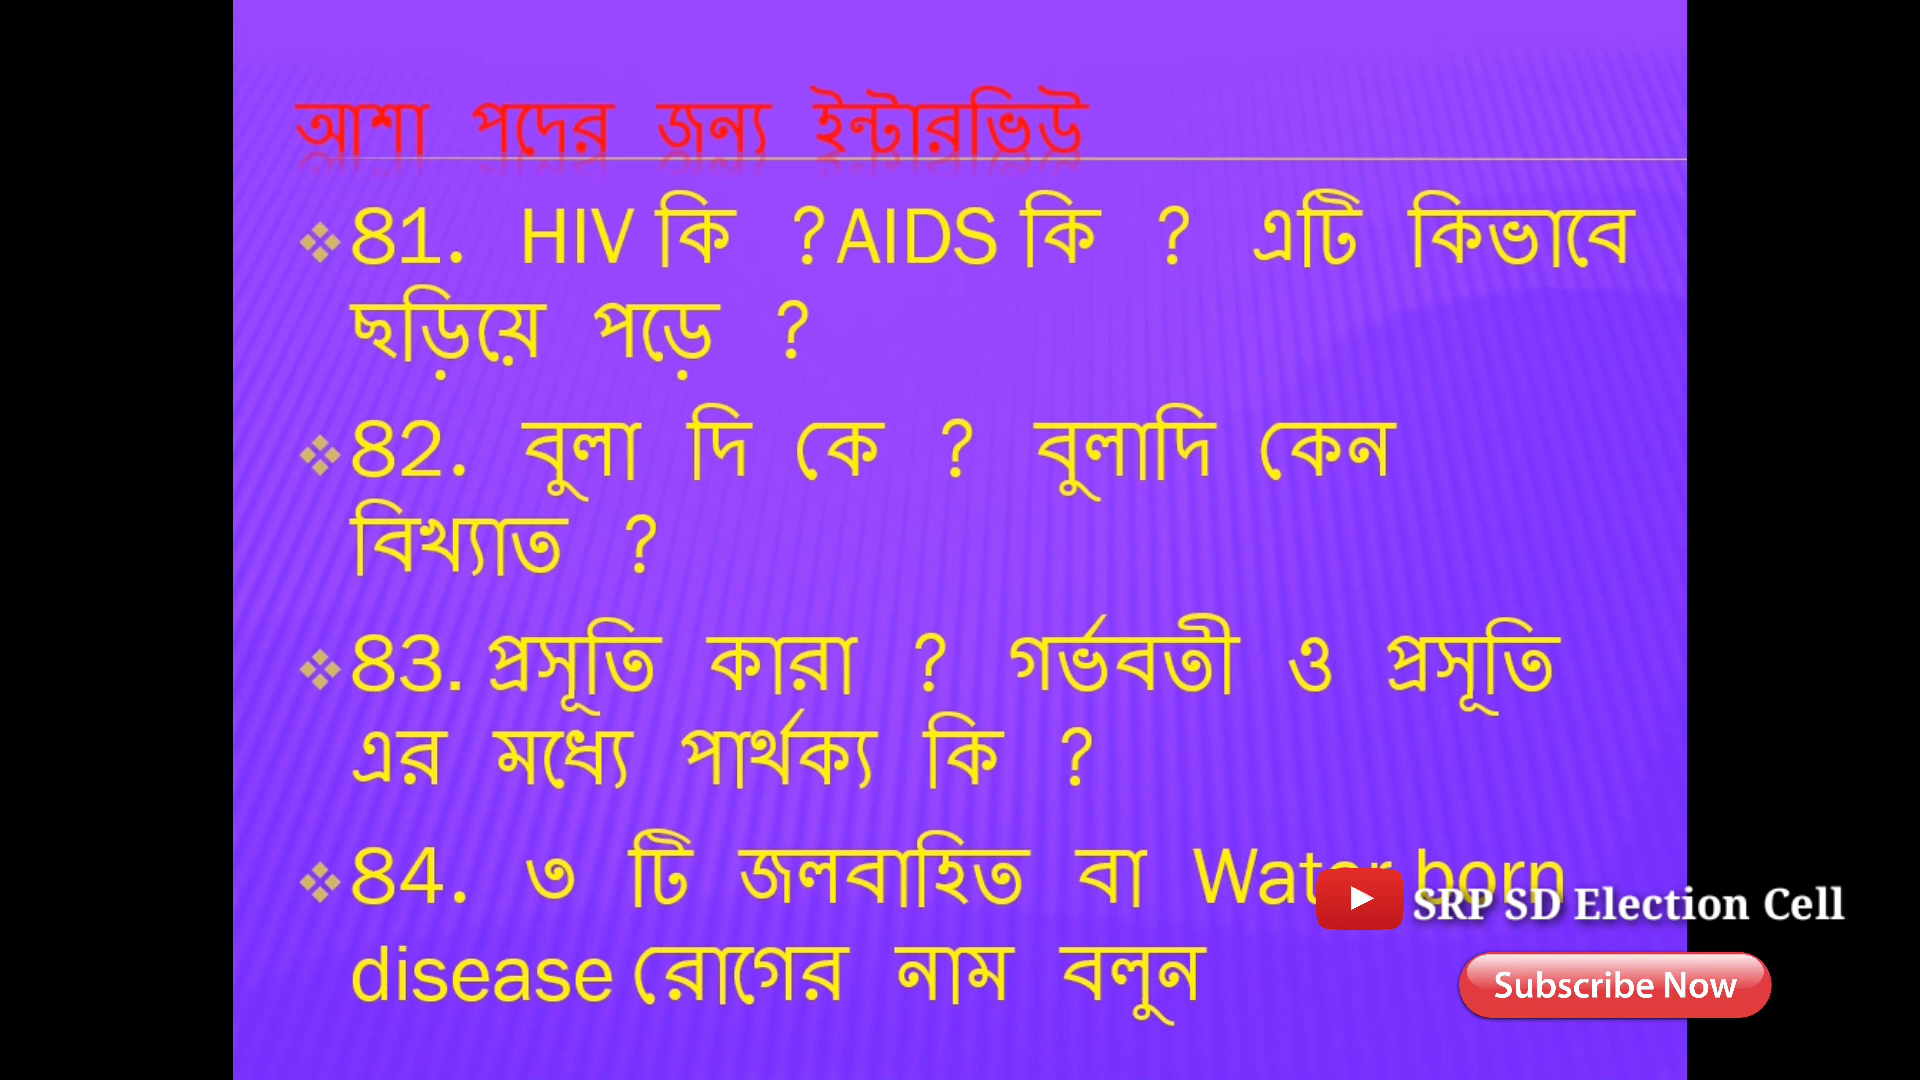 আশা পদের জন্য ইন্টারভিউ
81. HIV কি ?AIDS কি ? এটি কিভাবে
ছড়িয়ে পড়ে ?
82. বুলা দি কে ? বুলাদি কেন
বিখ্যাত ?
83. প্রসূতি কারা ? গর্ভবতী ও প্রসূতি
এর মধ্যে পার্থক্য কি ?
84. ৩ টি জলবাহিত বা Water born
disease রোগের নাম বলুন
SRP SD Election Cell
Subscribe Now